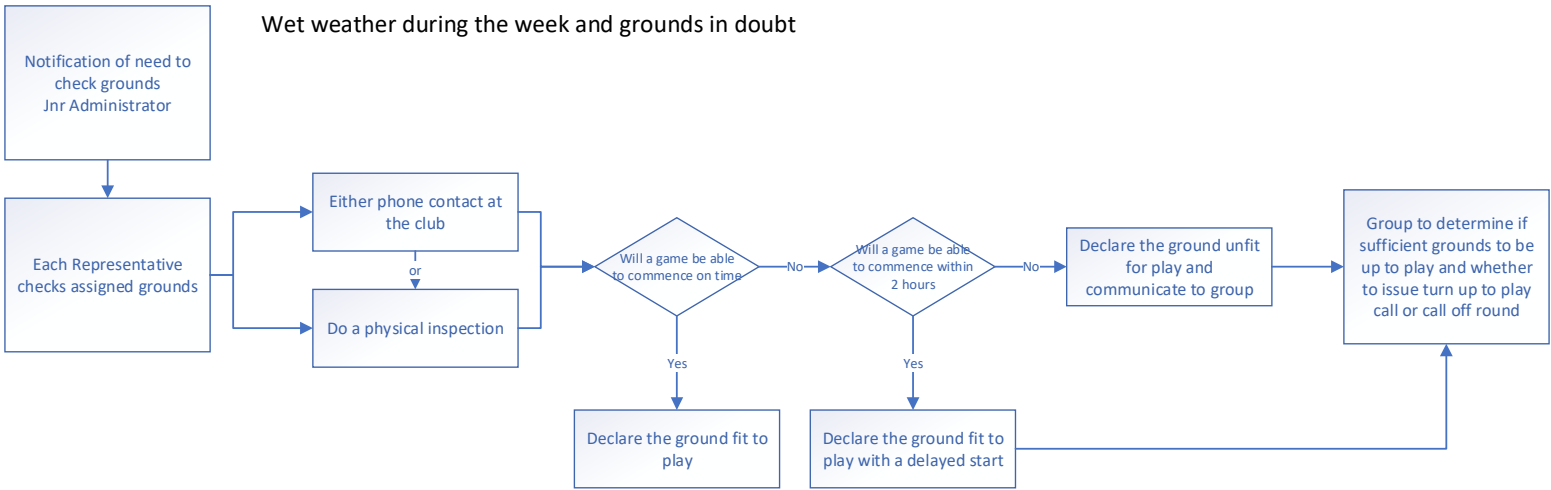 Wet weather during the week and grounds in doubt
Notification of need to
check grounds
Jnr Administrator
Each Representative
checks assigned grounds
Either phone contact at
the club
or
Do a physical inspection
Will a game be able
to commence on time
No
Yes
Declare the ground fit to
play
Will a game be able
to commence within
2 hours
No
Yes
Declare the ground fit to
play with a delayed start
Declare the ground unfit
for play and
communicate to group
Group to determine if
sufficient grounds to be
up to play and whether
to issue turn up to play
call or call off round